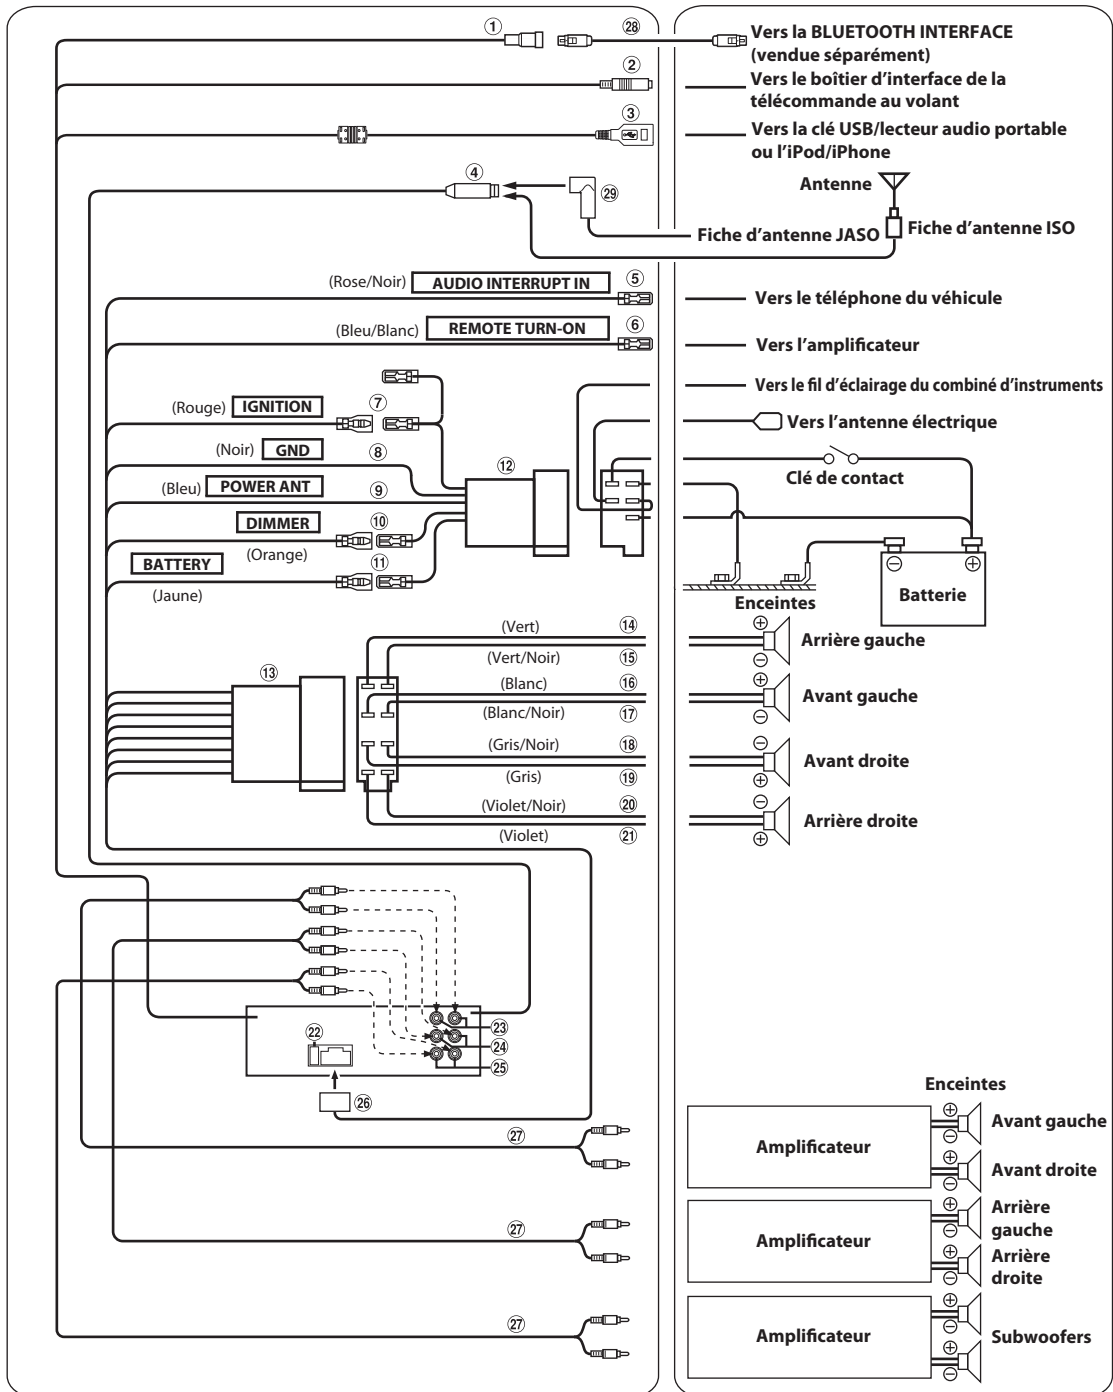 ① ㉘ Vers la BLUETOOTH INTERFACE
(vendue séparément)
② Vers le boîtier d'interface de la
télécommande au volant
③ Vers la clé USB/lecteur audio portable
ou l'iPod/iPhone
④ ㉙ Antenne
Fiche d'antenne JASO Fiche d'antenne ISO
(Rose/Noir) AUDIO INTERRUPT IN ⑤ Vers le téléphone du véhicule
(Bleu/Blanc) REMOTE TURN-ON ⑥ Vers l'amplificateur
Vers le fil d'éclairage du combiné d'instruments
(Rouge) IGNITION ⑦ Vers l'antenne électrique
(Noir) GND ⑧ ⑫ Clé de contact
(Bleu) POWER ANT ⑨
DIMMER ⑩
(Orange)
BATTERY ⑪
(Jaune)
⊖ ⊕
Batterie
Enceintes
(Vert) ⑭ ⊕
Arrière gauche
(Vert/Noir) ⑮ ⊖
⑬
(Blanc) ⑯ ⊕
Avant gauche
(Blanc/Noir) ⑰ ⊖
(Gris/Noir) ⑱ ⊖
Avant droite
(Gris) ⑲ ⊕
(Violet/Noir) ⑳ ⊖
Arrière droite
(Violet) ㉑ ⊕
㉒ ㉓
㉔
㉕
㉖
Enceintes
㉗ Amplificateur
⊕ Avant gauche
⊖
⊕ Avant droite
⊖
㉗ Amplificateur
⊕ Arrière
gauche
⊖
⊕ Arrière
droite
⊖
㉗ Amplificateur
⊕
⊖
Subwoofers
⊕
⊖